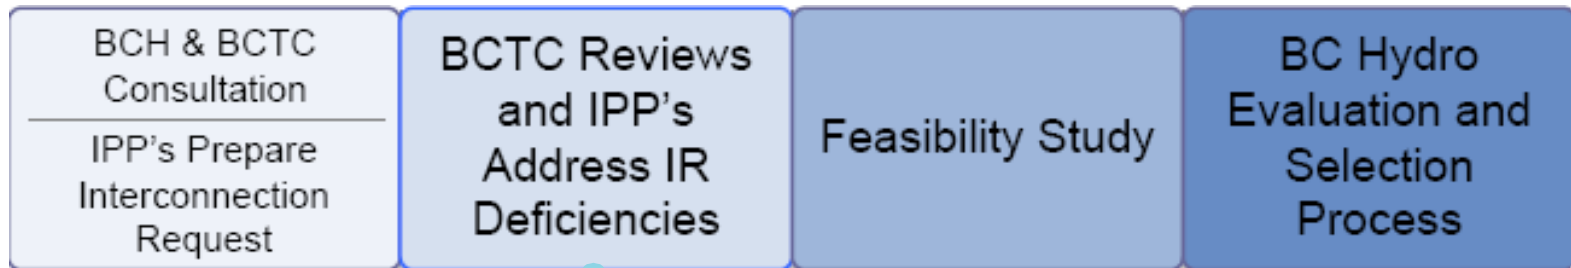 BCH & BCTC
Consultation
IPP's Prepare
Interconnection
Request
BCTC Reviews
and IPP's
Address IR
Deficiencies
Feasibility Study
BC Hydro
Evaluation and
Selection
Process